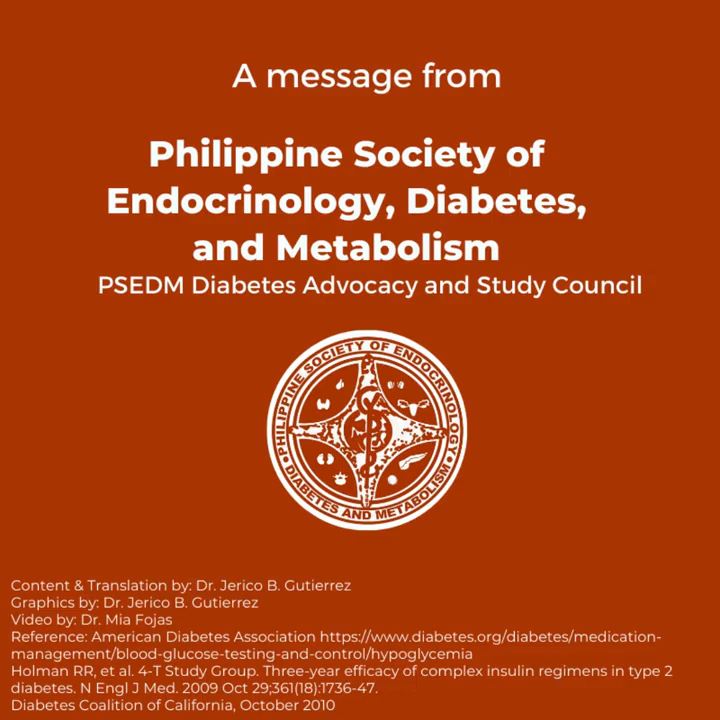 A message from
Philippine Society of
Endocrinology, Diabetes,
and Metabolism
PSEDM Diabetes Advocacy and Study Council
PHILIPPINE SOCIETY OF ENDOCRINOLOGY
DIABETES AND METABOLISM
Content & Translation by: Dr. Jerico B. Gutierrez
Graphics by: Dr. Jerico B. Gutierrez
Video by: Dr. Mia Fojas
Reference: American Diabetes Association https://www.diabetes.org/diabetes/medication-
management/blood-glucose-testing-and-control/hypoglycemia
Holman RR, et al. 4-T Study Group. Three-year efficacy of complex insulin regimens in type 2
diabetes. N Engl J Med. 2009 Oct 29;361(18):1736-47.
Diabetes Coalition of California, October 2010